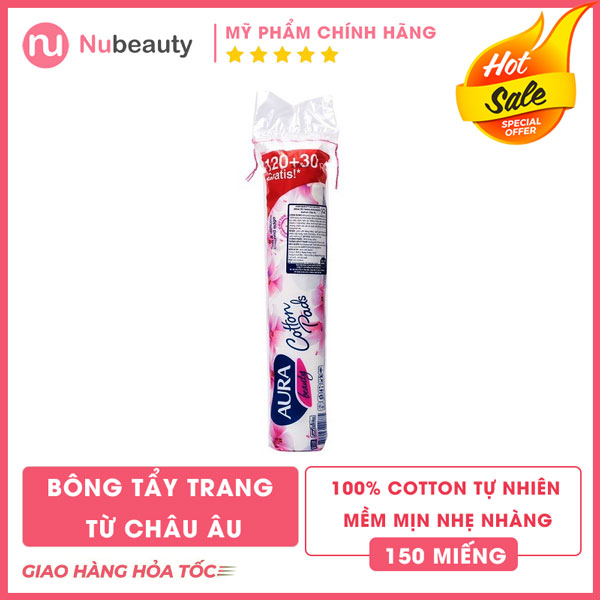 nu Nubeauty
MỸ PHẨM CHÍNH HÃNG
Hot
Sale
SPECIAL
OFFER
120+30
gratis!*
Cotton
Pads
AURA
beauty
BÔNG TẨY TRANG
TỪ CHÂU ÂU
GIAO HÀNG HỎA TỐC
100% COTTON TỰ NHIÊN
MỀM MỊN NHẸ NHÀNG
150 MIẾNG